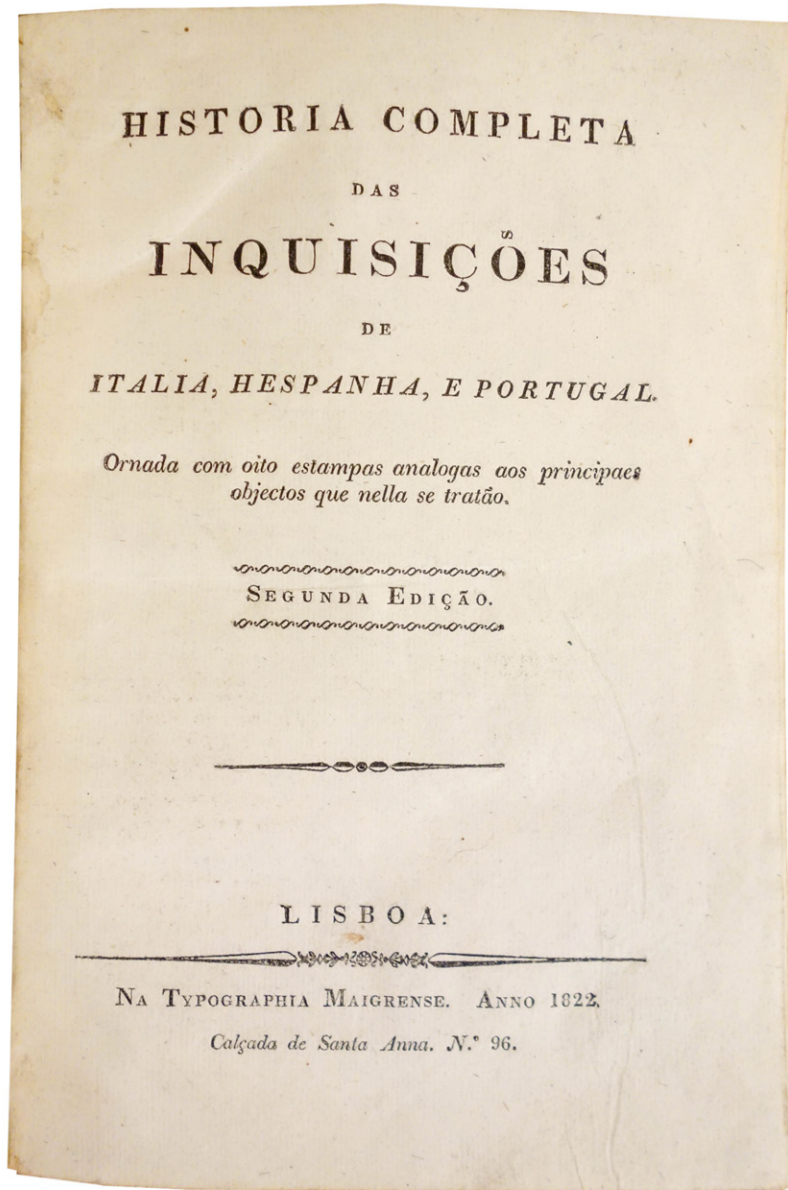 HISTORIA COMPLETA
DAS
INQUISIÇÕES
DE
ITALIA, HESPANHA, E PORTUGAL.
Ornada com oito estampas analogas aos principaes
objectos que nella se tratão.
SEGUNDA EDIÇÃO.
LISBOA:
NA TYPOGRAPHIA MAIGRENSE. ANNO 1822.
Calçada de Santa Anna. N.º 96.